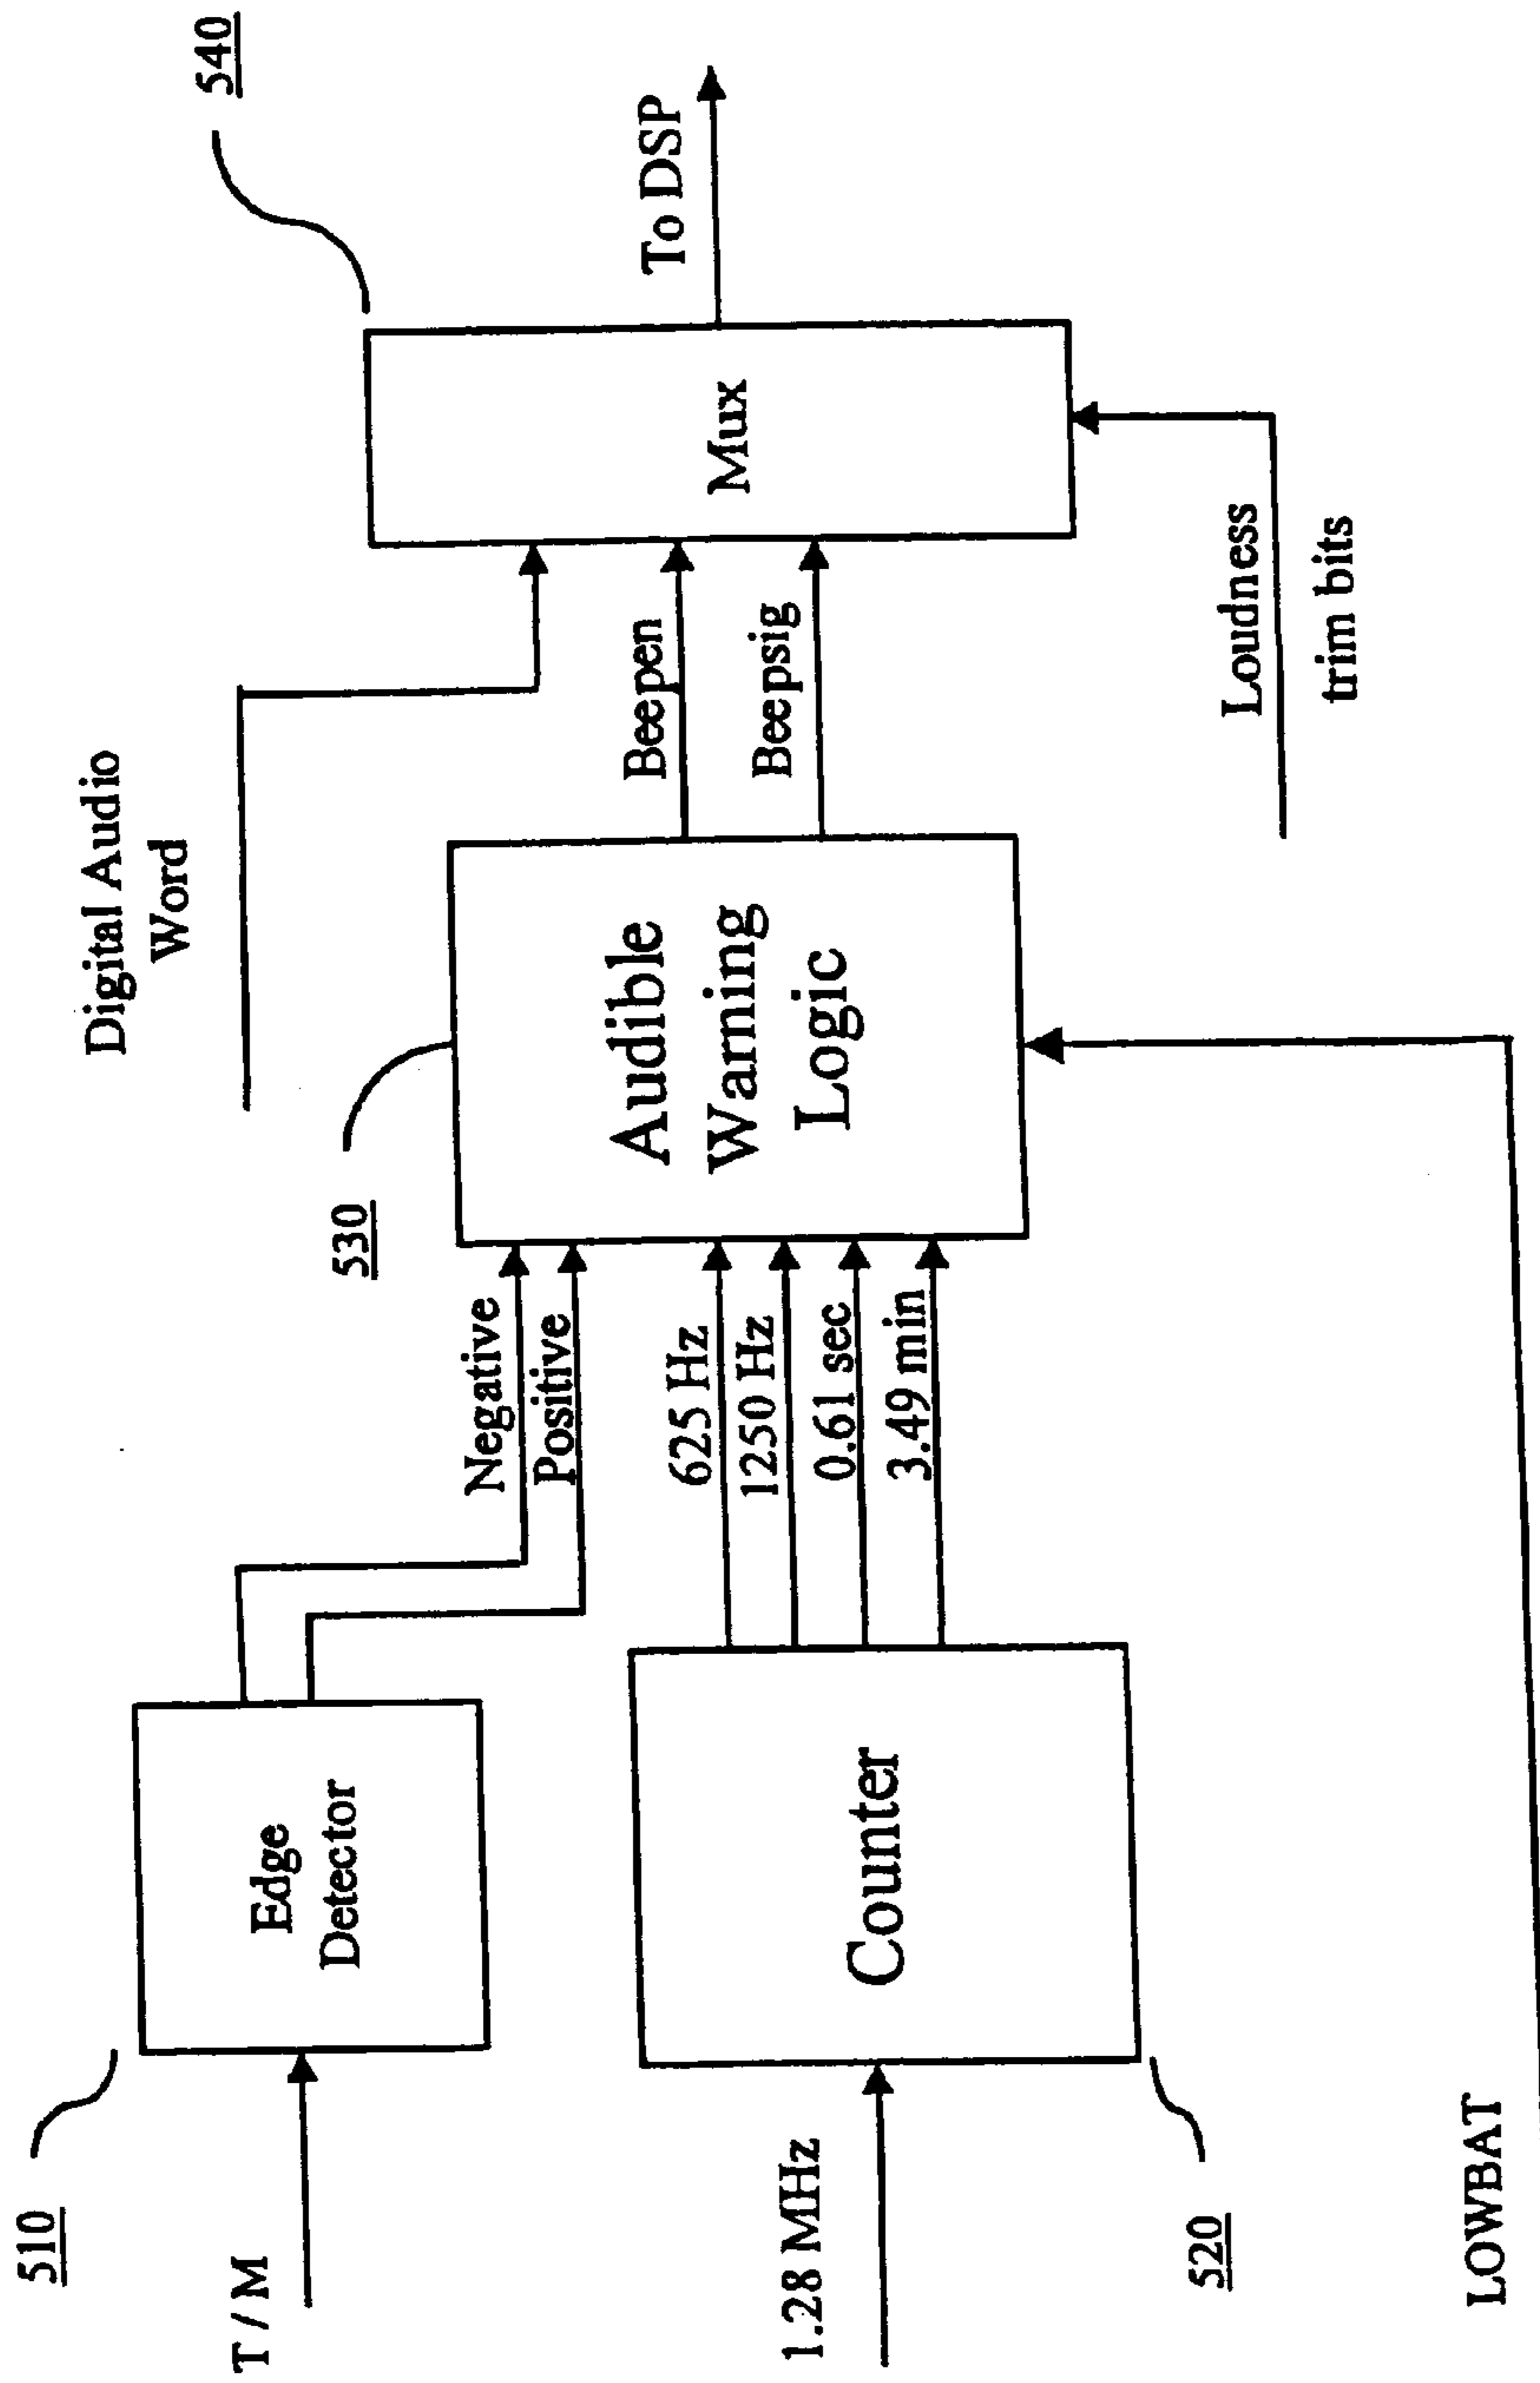 510
T / M
Edge
Detector
Negative
Positive
1.28 MHz
Counter
520
625 Hz
1250 Hz
0.61 sec
3.49 min
LOWBAT
530
Audible
Warning
Logic
Digital Audio
Word
Beepen
Beepsig
Loudness
trim bits
540
Mux
To DSP